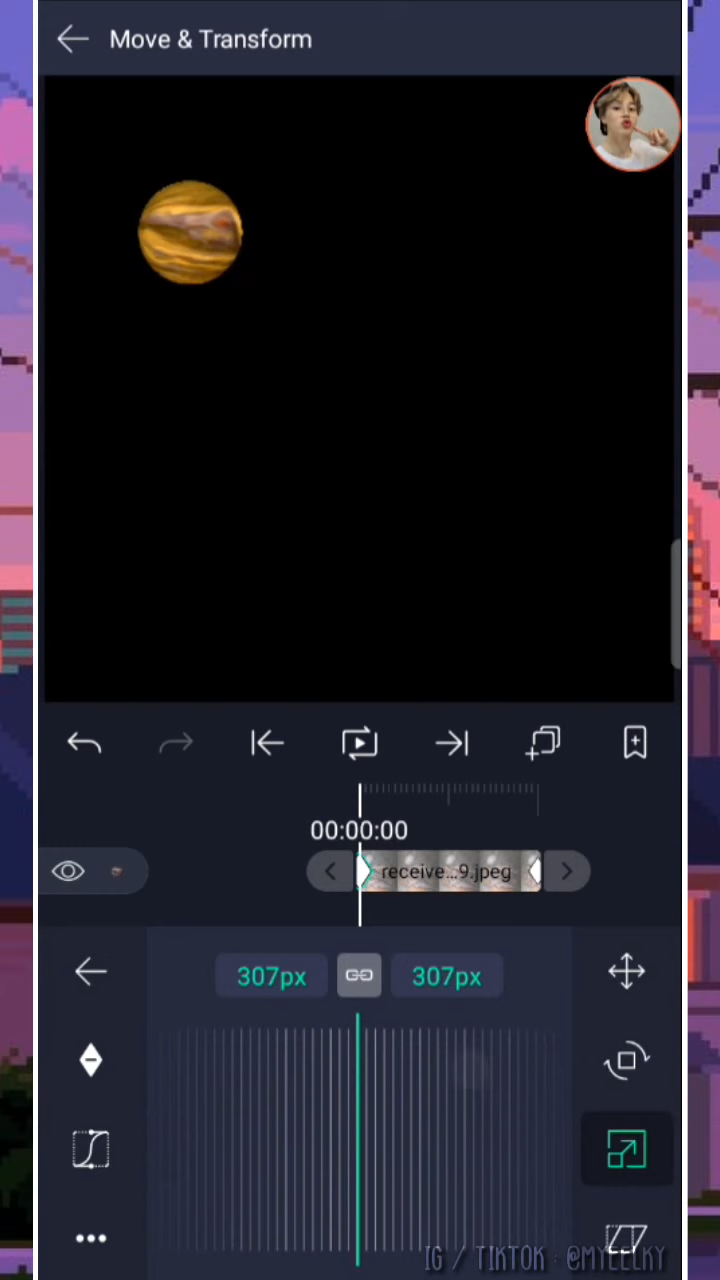 Move & Transform
00:00:00
receive...9.jpeg
307px 307px
IG / TIKTOK : @MYEELKY